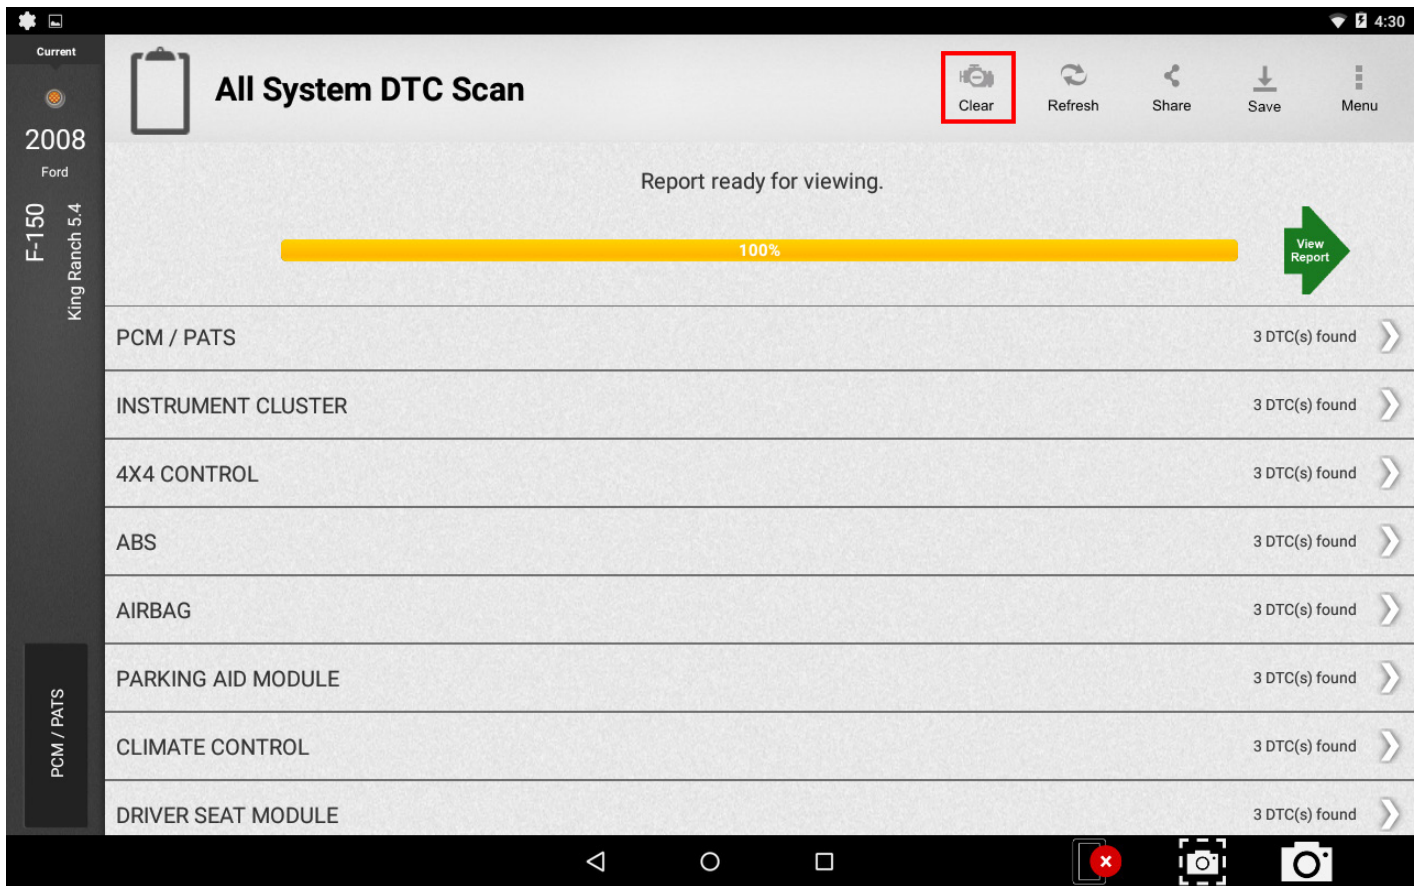 4:30
Current
2008
Ford
F-150
King Ranch 5.4
PCM / PATS
All System DTC Scan
Clear
Refresh
Share
Save
Menu
Report ready for viewing.
100%
View
Report
PCM / PATS 3 DTC(s) found
INSTRUMENT CLUSTER 3 DTC(s) found
4X4 CONTROL 3 DTC(s) found
ABS 3 DTC(s) found
AIRBAG 3 DTC(s) found
PARKING AID MODULE 3 DTC(s) found
CLIMATE CONTROL 3 DTC(s) found
DRIVER SEAT MODULE 3 DTC(s) found